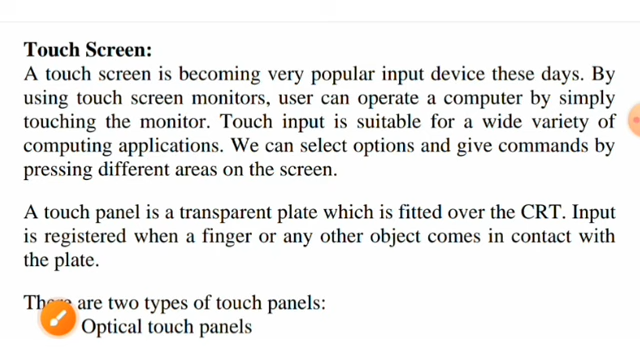 Touch Screen:
A touch screen is becoming very popular input device these days. By
using touch screen monitors, user can operate a computer by simply
touching the monitor. Touch input is suitable for a wide variety of
computing applications. We can select options and give commands by
pressing different areas on the screen.
A touch panel is a transparent plate which is fitted over the CRT. Input
is registered when a finger or any other object comes in contact with
the plate.
There are two types of touch panels:
Optical touch panels